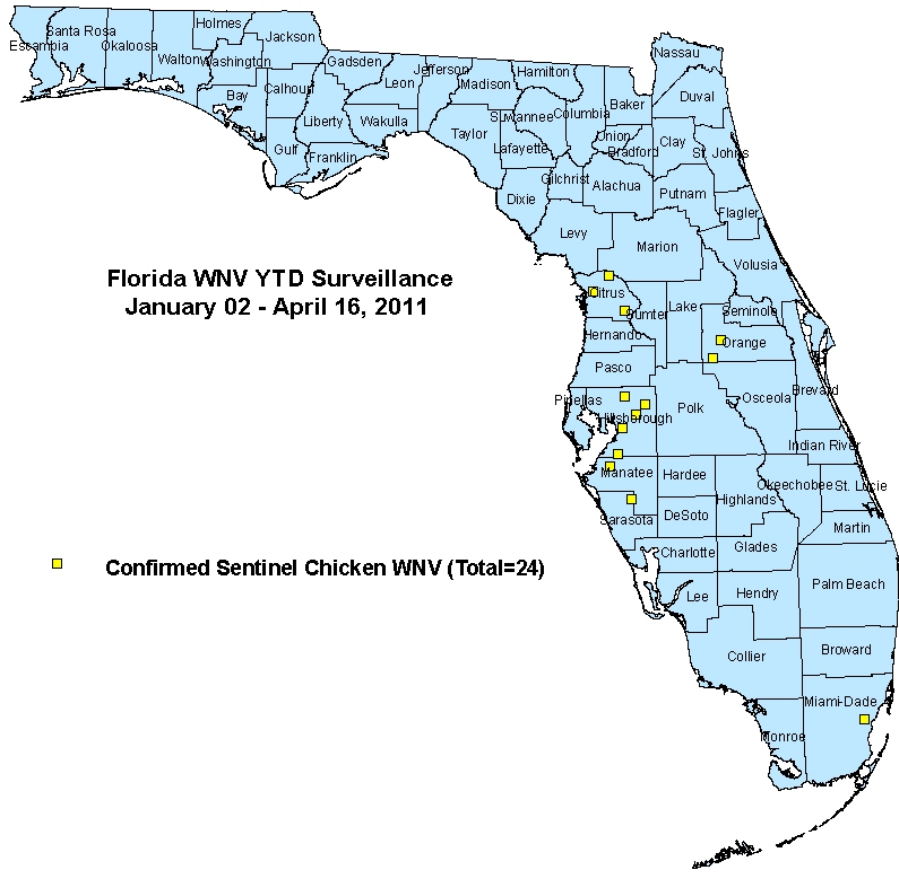 Holmes
Jackson
Santa Rosa
Escambia
Okaloosa
Walton
Washington
Gadsden
Nassau
Jefferson
Hamilton
Leon
Madison
Calhoun
Bay
Baker
Duval
Suwannee
Columbia
Liberty
Wakulla
Taylor
Union
Clay
Gulf
Franklin
Lafayette
Bradford
St. Johns
Gilchrist
Alachua
Dixie
Putnam
Flagler
Levy
Marion
Volusia
Florida WNV YTD Surveillance
January 02 - April 16, 2011
Citrus
Sumter
Lake
Seminole
Hernando
Orange
Pasco
Pinellas
Hillsborough
Polk
Osceola
Brevard
Indian River
Manatee
Hardee
Highlands
Okeechobee
St. Lucie
Sarasota
DeSoto
Martin
Charlotte
Glades
Confirmed Sentinel Chicken WNV (Total=24)
Lee
Hendry
Palm Beach
Collier
Broward
Miami-Dade
Monroe